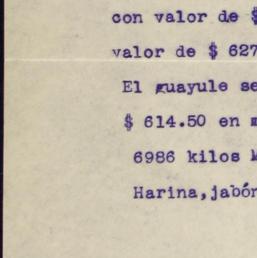 con valor de $
valor de $ 627
El guayule se
$ 614.50 en m
6986 kilos M
Harina,jabón